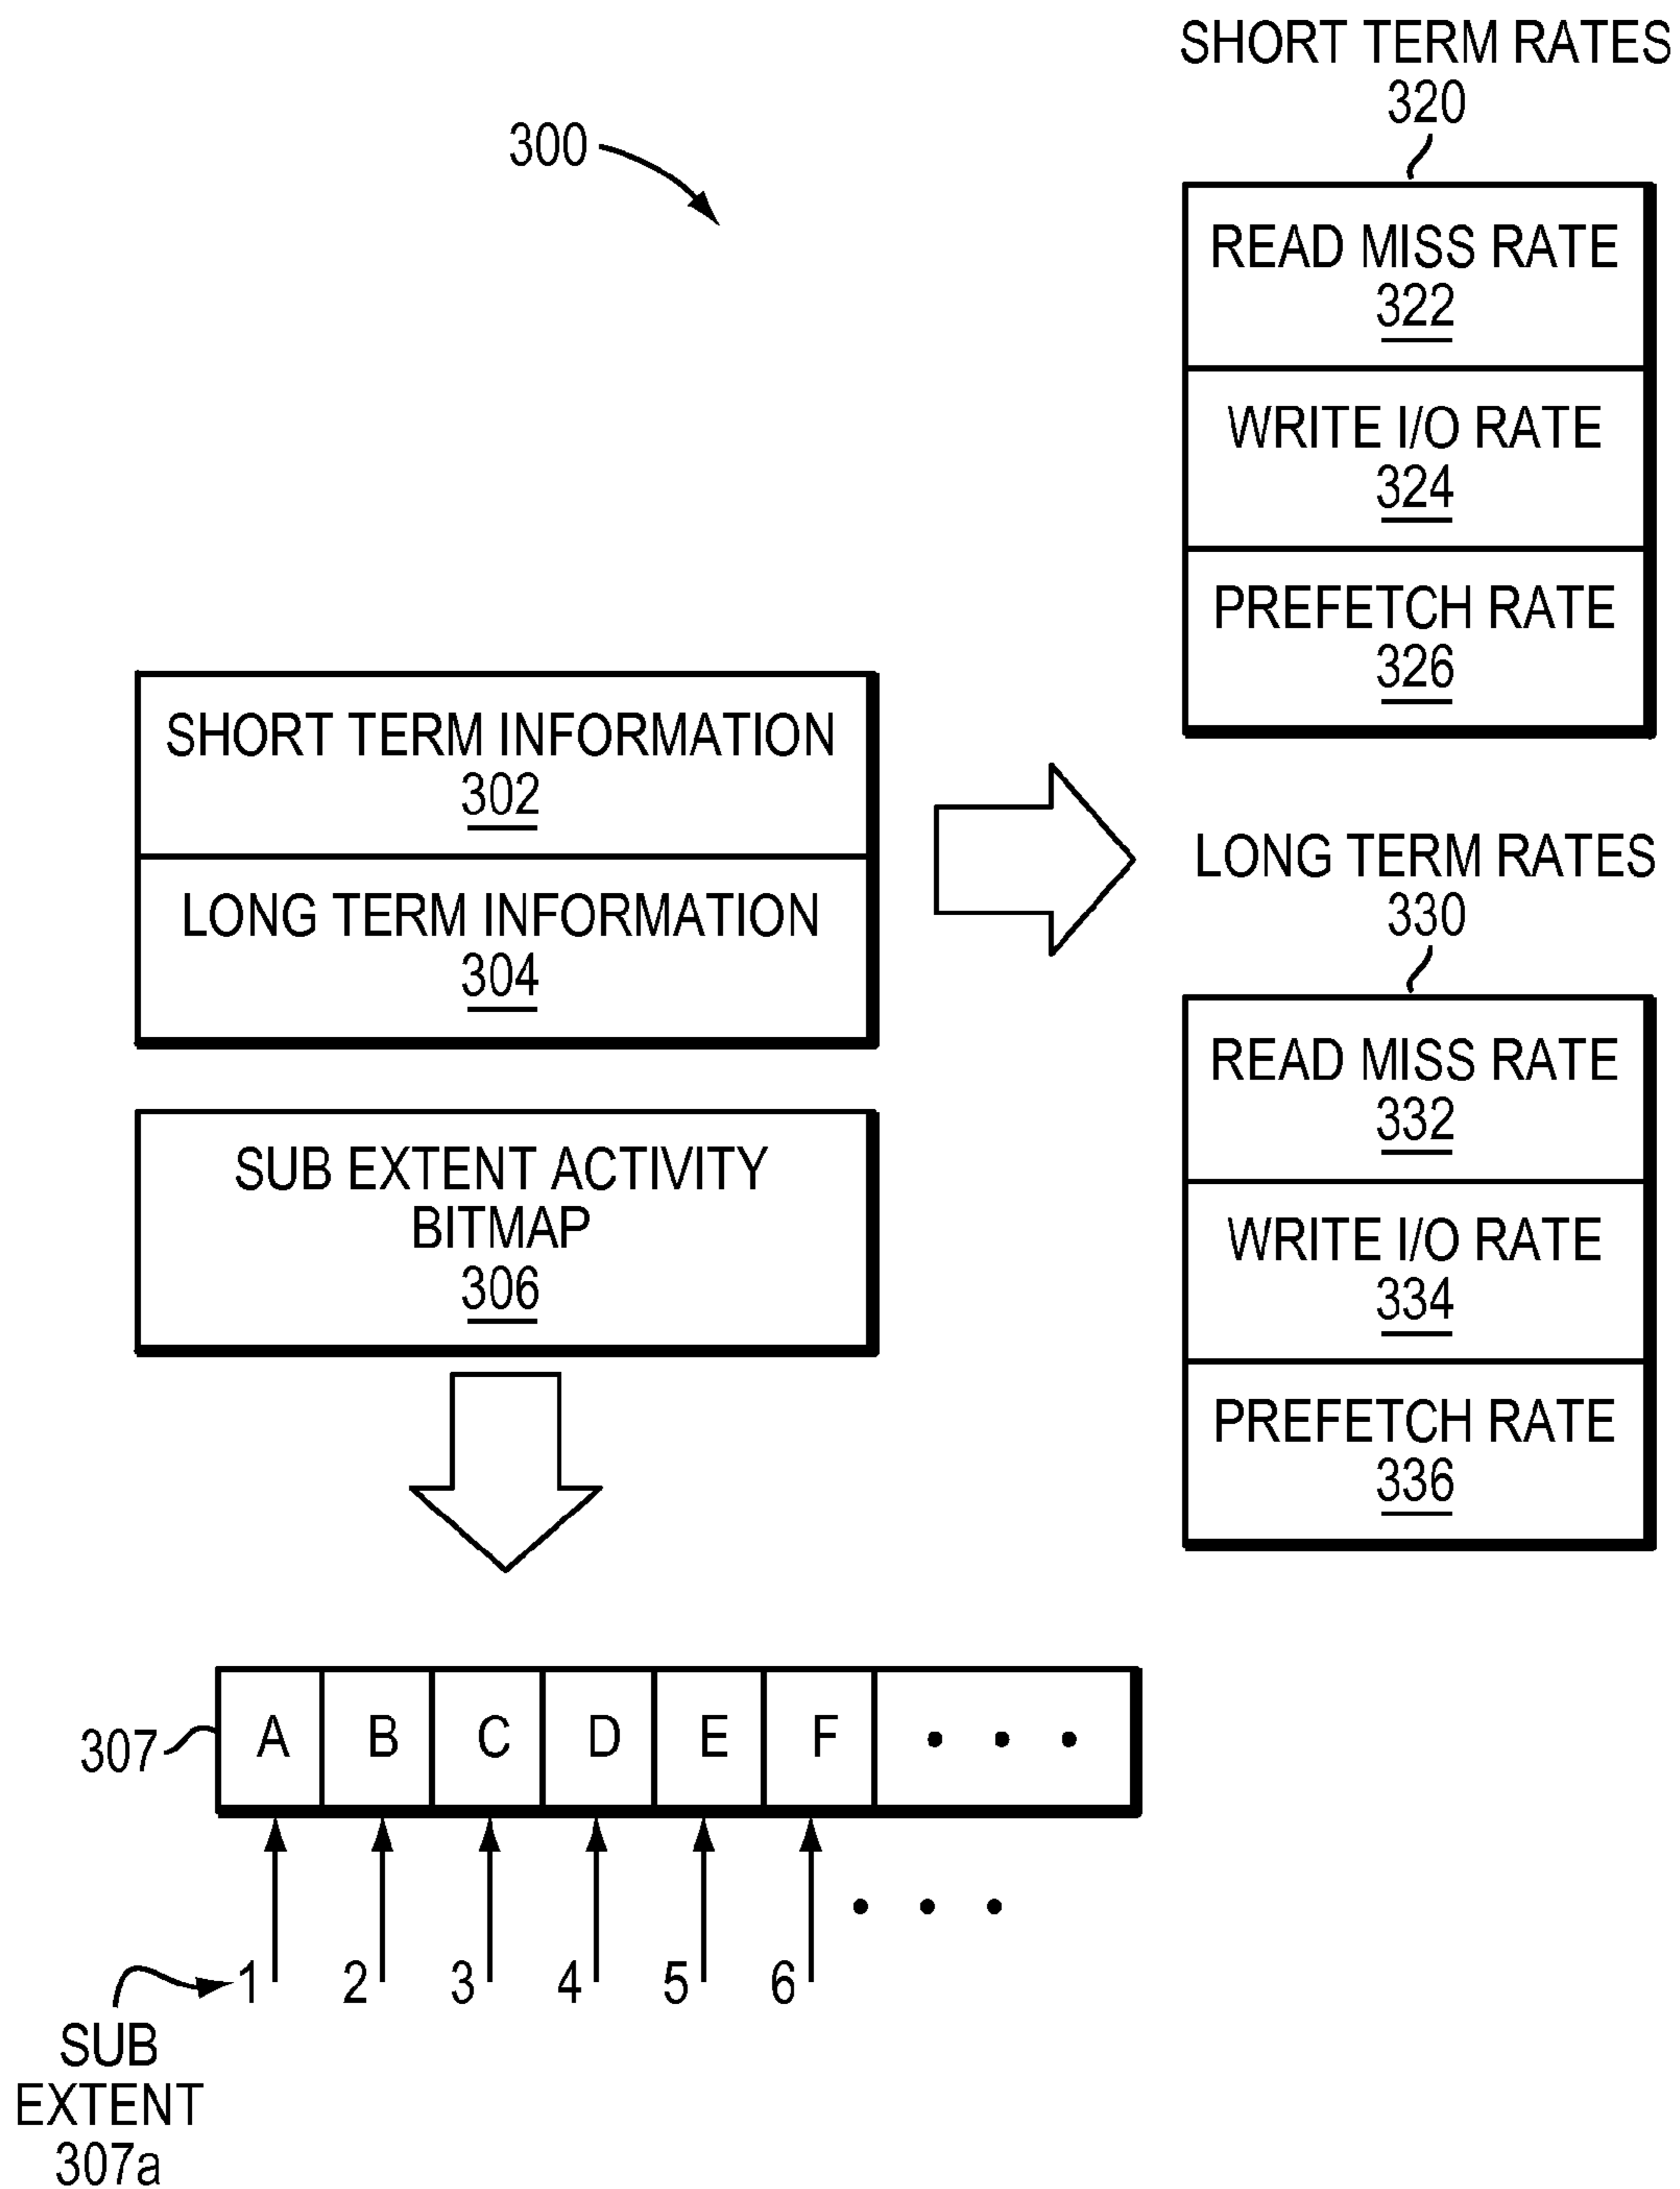 300
SHORT TERM RATES
320
READ MISS RATE
322
WRITE I/O RATE
324
PREFETCH RATE
326
SHORT TERM INFORMATION
302
LONG TERM INFORMATION
304
LONG TERM RATES
330
READ MISS RATE
332
WRITE I/O RATE
334
PREFETCH RATE
336
SUB EXTENT ACTIVITY
BITMAP
306
307 A B C D E F • • •
1 2 3 4 5 6 • • •
SUB
EXTENT
307a